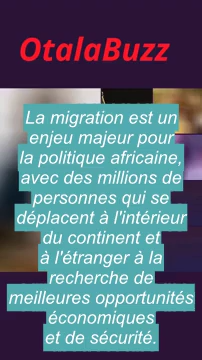 OtalaBuzz
La migration est un
enjeu majeur pour
la politique africaine,
avec des millions de
personnes qui se
déplacent à l'intérieur
du continent et
à l'étranger à la
recherche de
meilleures opportunités
économiques
et de sécurité.